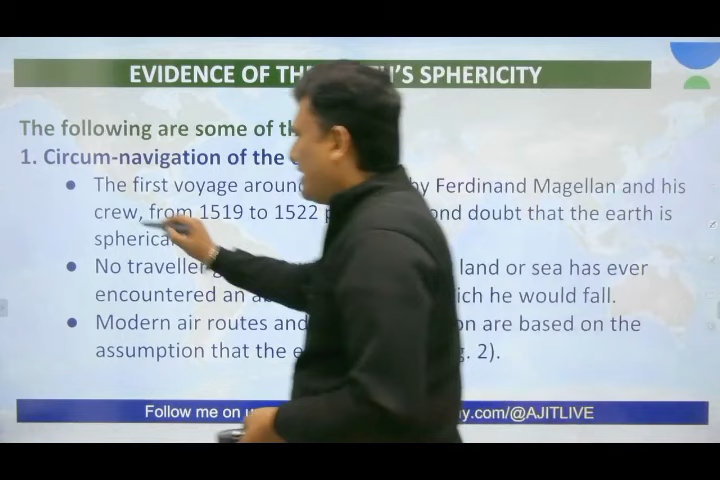 EVIDENCE OF TH 'S SPHERICITY
The following are some of th
1. Circum-navigation of the
● The first voyage aroun by Ferdinand Magellan and his
crew, from 1519 to 1522 p ond doubt that the earth is
spherica
● No traveller land or sea has ever
encountered an ich he would fall.
● Modern air routes and on are based on the
assumption that the e g. 2).
Follow me on u y.com/@AJITLIVE